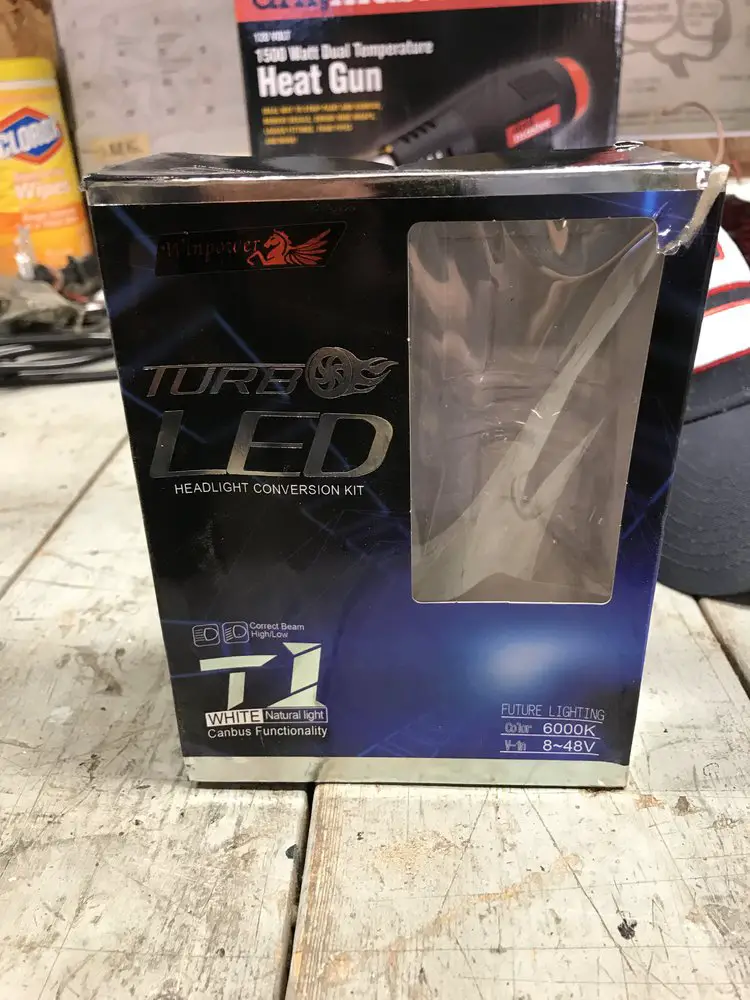 1500 Watt Dual Temperature
Heat Gun
CLOROX
Wipes
Winpower
TURBO
LED
HEADLIGHT CONVERSION KIT
Correct Beam
High/Low
T1
WHITE Natural light
Canbus Functionality
FUTURE LIGHTING
Color 6000K
V-in 8~48V